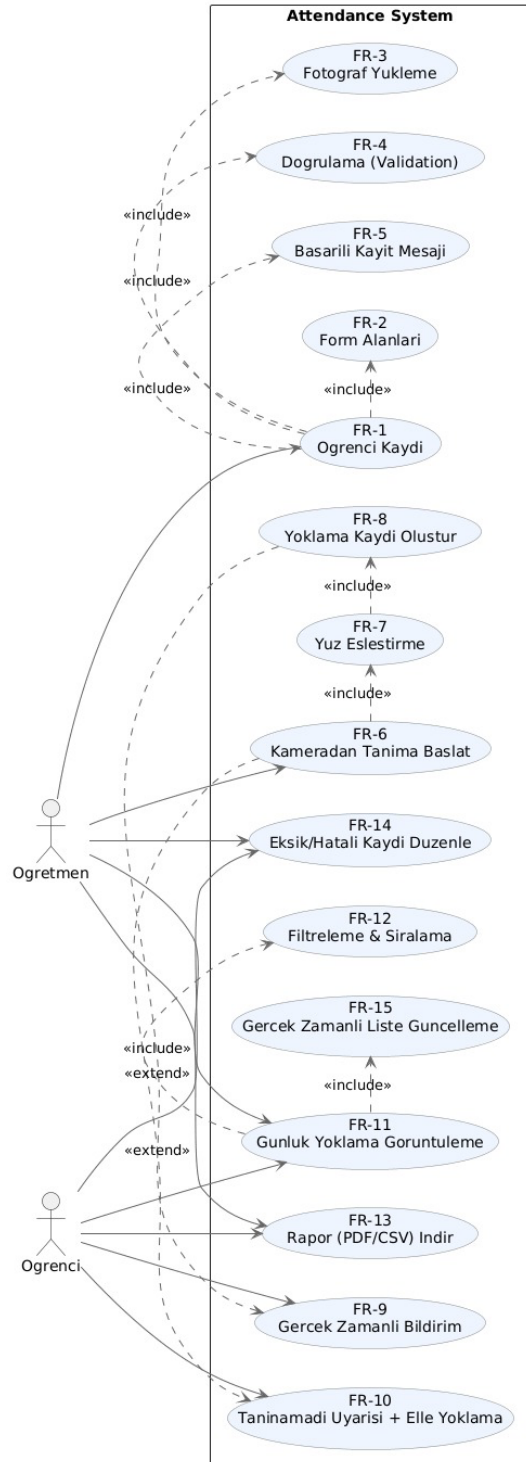 Attendance System
FR-3
Fotograf Yukleme
FR-4
Dogrulama (Validation)
«include»
FR-5
Basarili Kayit Mesaji
«include»
FR-2
Form Alanlari
«include»
«include»
FR-1
Ogrenci Kaydi
FR-8
Yoklama Kaydi Olustur
«include»
FR-7
Yuz Eslestirme
«include»
FR-6
Kameradan Tanima Baslat
FR-14
Eksik/Hatali Kaydi Duzenle
Ogretmen
FR-12
Filtreleme & Siralama
FR-15
Gercek Zamanli Liste Guncelleme
«include»
«extend»
«include»
FR-11
Gunluk Yoklama Goruntuleme
«extend»
FR-13
Rapor (PDF/CSV) Indir
Ogrenci
FR-9
Gercek Zamanli Bildirim
FR-10
Taninamadi Uyarisi + Elle Yoklama